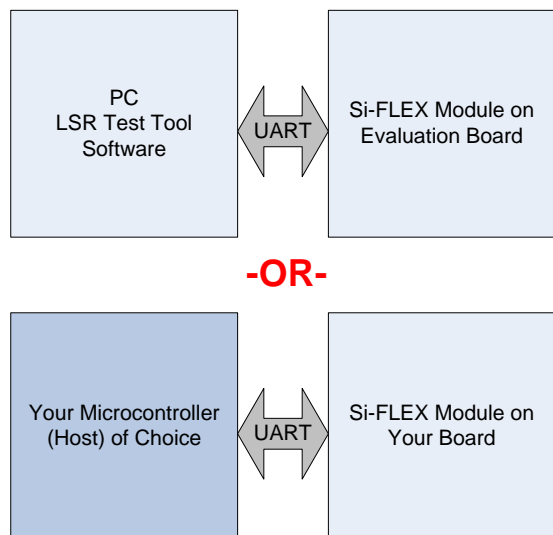 PC
LSR Test Tool
Software
UART
Si-FLEX Module on
Evaluation Board
-OR-
Your Microcontroller
(Host) of Choice
UART
Si-FLEX Module on
Your Board